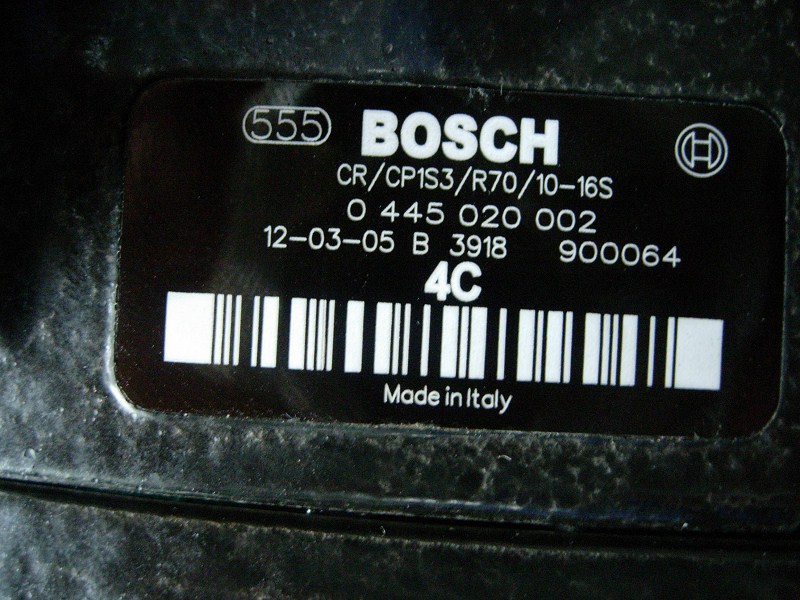 555 BOSCH
CR/CP1S3/R70/10-16S
0 445 020 002
12-03-05 B 3918 900064
4C
Made in Italy